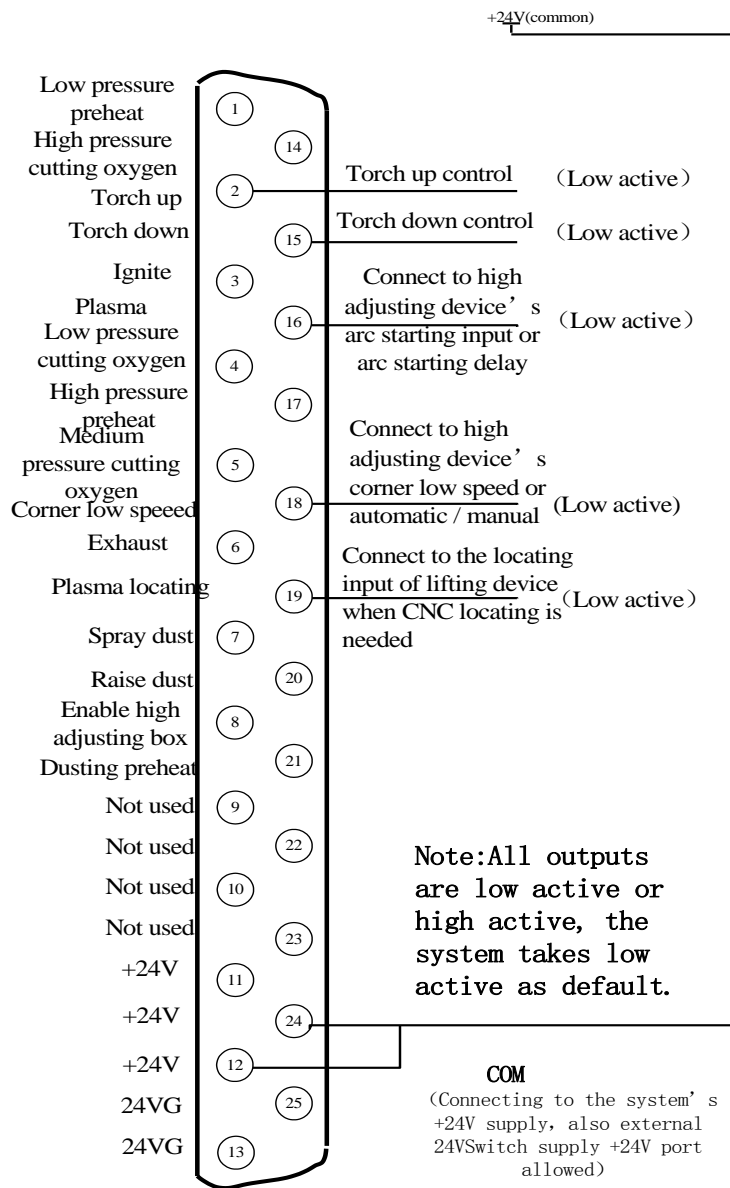 +24V(common)
Low pressure
preheat
High pressure
cutting oxygen
Torch up
Torch down
Ignite
Plasma
Low pressure
cutting oxygen
High pressure
preheat
Medium
pressure cutting
oxygen
Corner low speeed
Exhaust
Plasma locating
Spray dust
Raise dust
Enable high
adjusting box
Dusting preheat
Not used
Not used
Not used
Not used
+24V
+24V
+24V
24VG
24VG
1
14
2
15
3
16
4
17
5
18
6
19
7
20
8
21
9
22
10
23
11
24
12
25
13
Torch up control (Low active）
Torch down control （Low active）
Connect to high
adjusting device’s
arc starting input or
arc starting delay
（Low active）
Connect to high
adjusting device’s
corner low speed or
automatic / manual
(Low active)
Connect to the locating
input of lifting device
when CNC locating is
needed
（Low active）
Note:All outputs
are low active or
high active, the
system takes low
active as default.
COM
（Connecting to the system’s
+24V supply, also external
24VSwitch supply +24V port
allowed）